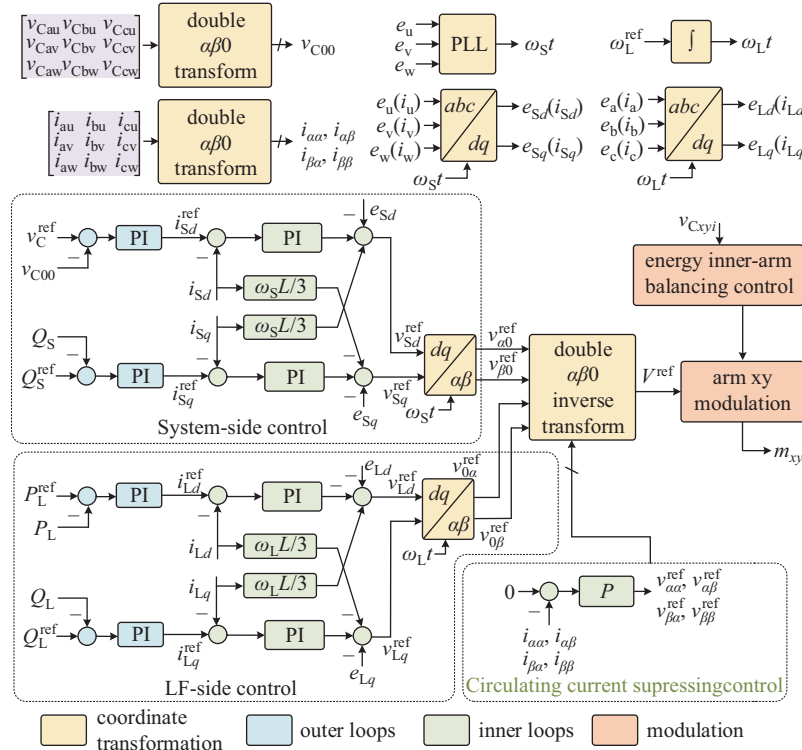 v_Cau v_Cbu v_Ccu
v_Cav v_Cbv v_Ccv
v_Caw v_Cbw v_Ccw
double
αβ0
transform
v_C00
e_u
e_v
e_w
PLL
ω_S t
ω_L^ref
∫
ω_L t
i_au i_bu i_cu
i_av i_bv i_cv
i_aw i_bw i_cw
double
αβ0
transform
i_αα, i_αβ
i_βα, i_ββ
e_u(i_u)
e_v(i_v)
e_w(i_w)
abc
dq
ω_S t
e_Sd(i_Sd)
e_Sq(i_Sq)
e_a(i_a)
e_b(i_b)
e_c(i_c)
abc
dq
ω_L t
e_Ld(i_Ld
e_Lq(i_Lq
v_C^ref
−
v_C00
PI
i_Sd^ref
−
PI
−
e_Sd
i_Sd
ω_S L/3
i_Sq
ω_S L/3
Q_S
−
Q_S^ref
PI
i_Sq^ref
−
PI
−
−
e_Sq
v_Sd^ref
v_Sq^ref
dq
αβ
ω_S t
System-side control
v_α0^ref
v_β0^ref
double
αβ0
inverse
transform
V^ref
v_Cxyi
energy inner-arm
balancing control
arm xy
modulation
m_xy
P_L^ref
−
P_L
PI
i_Ld^ref
−
PI
−
e_Ld
v_Ld^ref
i_Ld
ω_L L/3
i_Lq
ω_L L/3
Q_L
−
Q_L^ref
PI
i_Lq^ref
−
PI
−
−
e_Lq
v_Lq^ref
dq
αβ
ω_L t
v_0α^ref
v_0β^ref
LF-side control
0
−
P
v_αα^ref, v_αβ^ref
v_βα^ref, v_ββ^ref
i_αα, i_αβ
i_βα, i_ββ
Circulating current supressingcontrol
coordinate
transformation
outer loops
inner loops
modulation